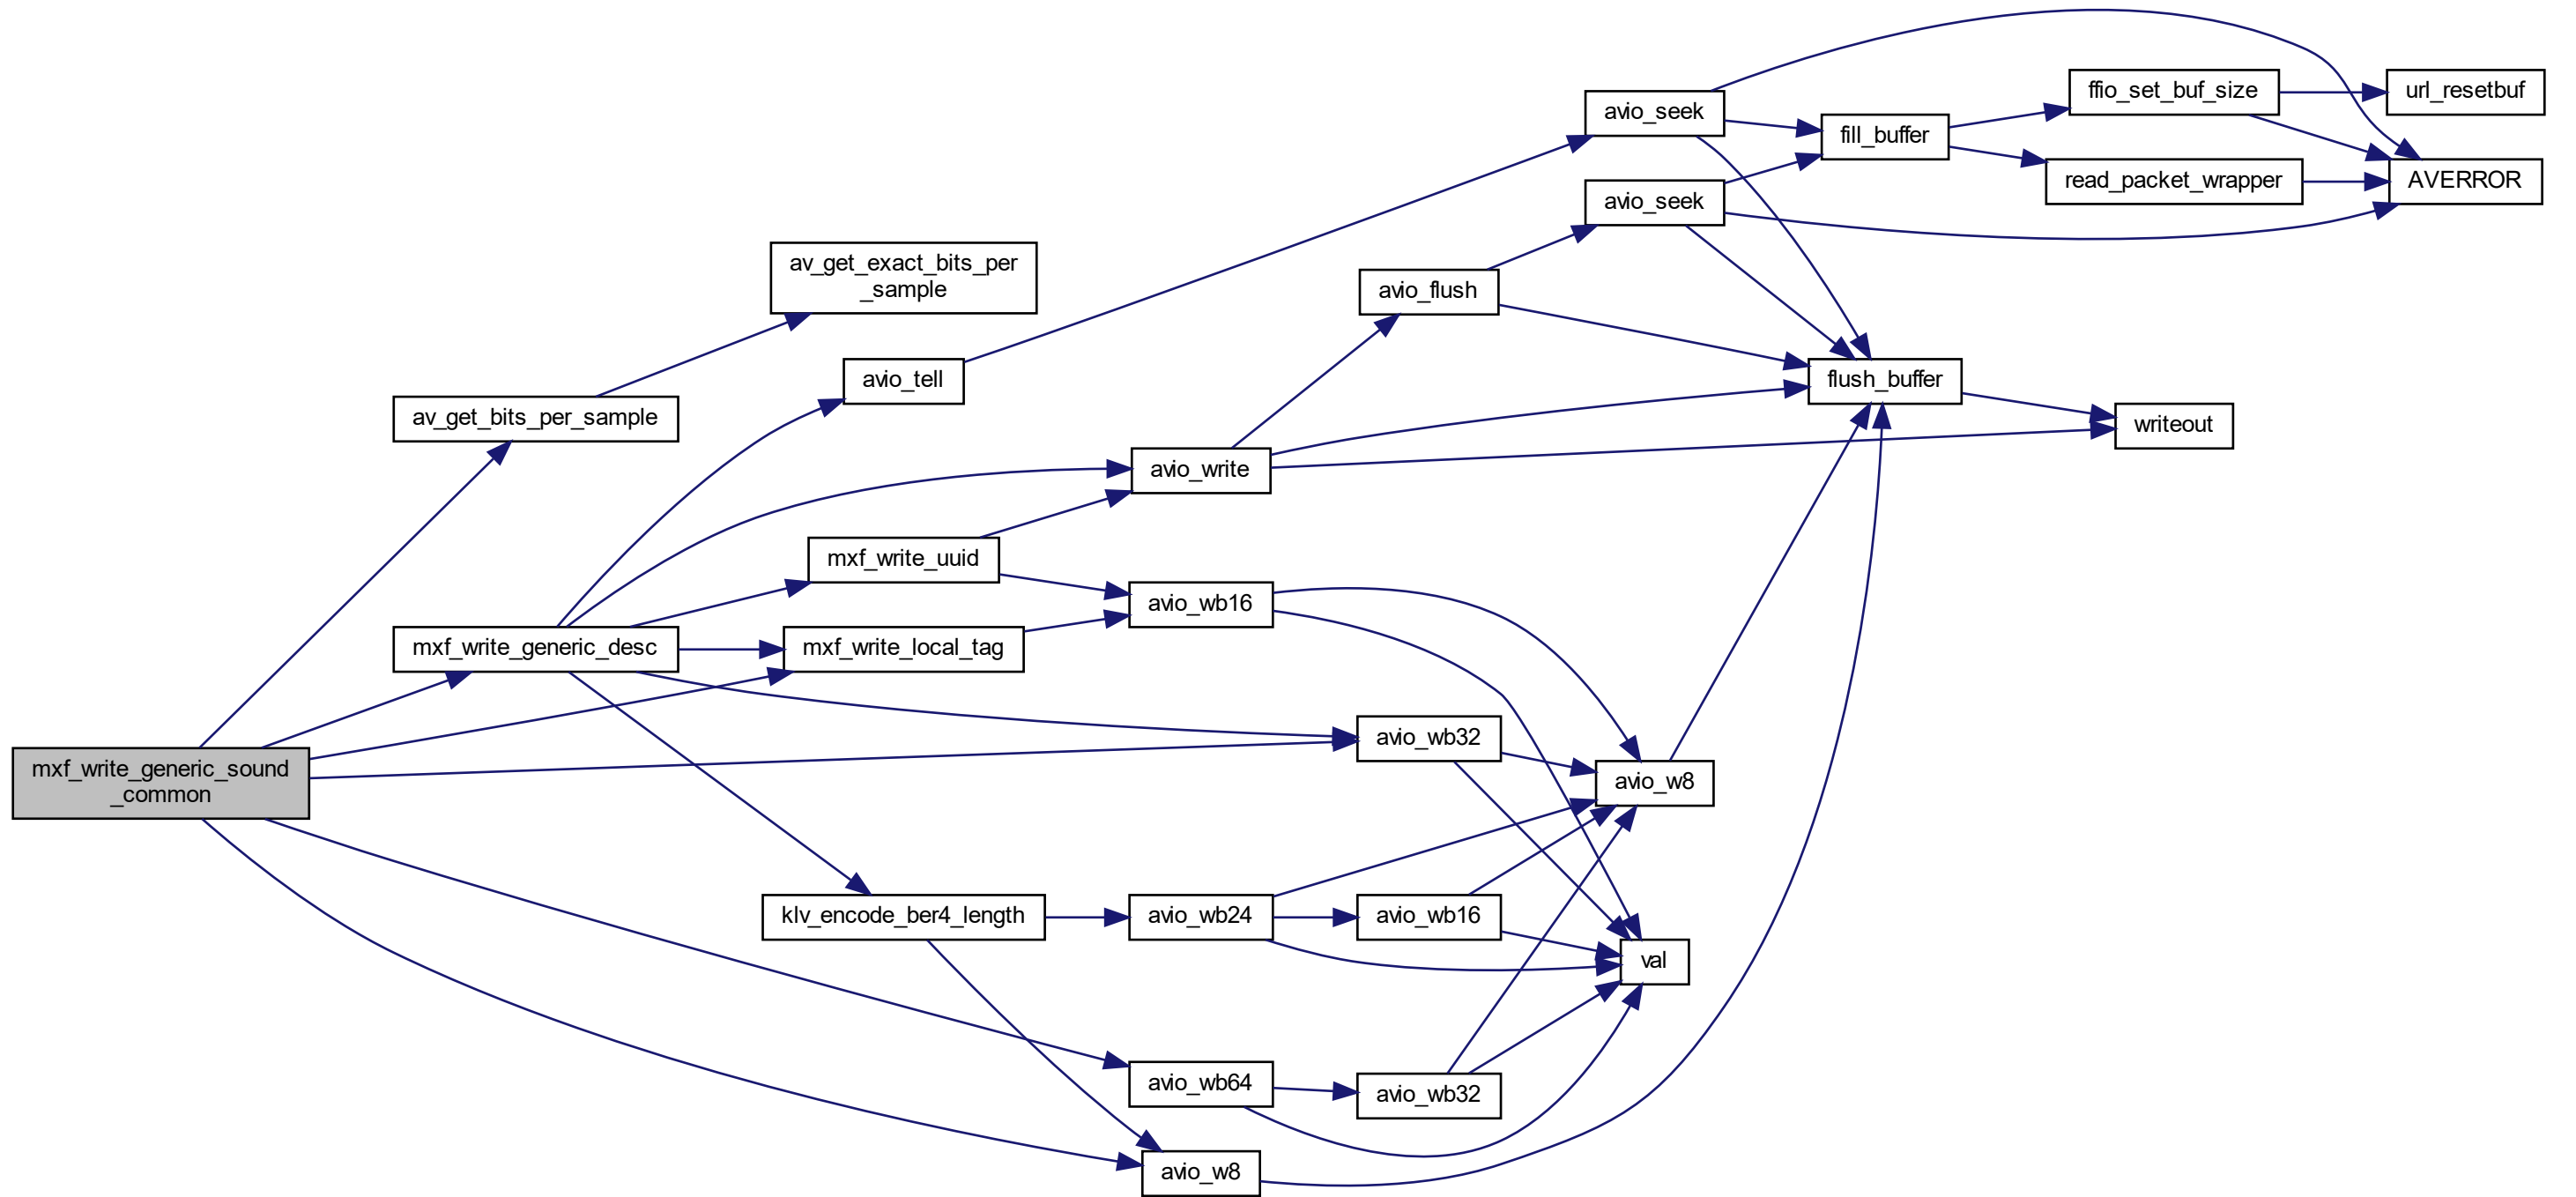 mxf_write_generic_sound
_common
av_get_bits_per_sample
av_get_exact_bits_per
_sample
mxf_write_generic_desc
avio_tell
avio_seek
fill_buffer
ffio_set_buf_size
url_resetbuf
AVERROR
read_packet_wrapper
avio_seek
avio_flush
flush_buffer
writeout
avio_write
mxf_write_uuid
avio_wb16
mxf_write_local_tag
avio_wb32
avio_w8
val
klv_encode_ber4_length
avio_wb24
avio_wb16
avio_wb64
avio_wb32
avio_w8